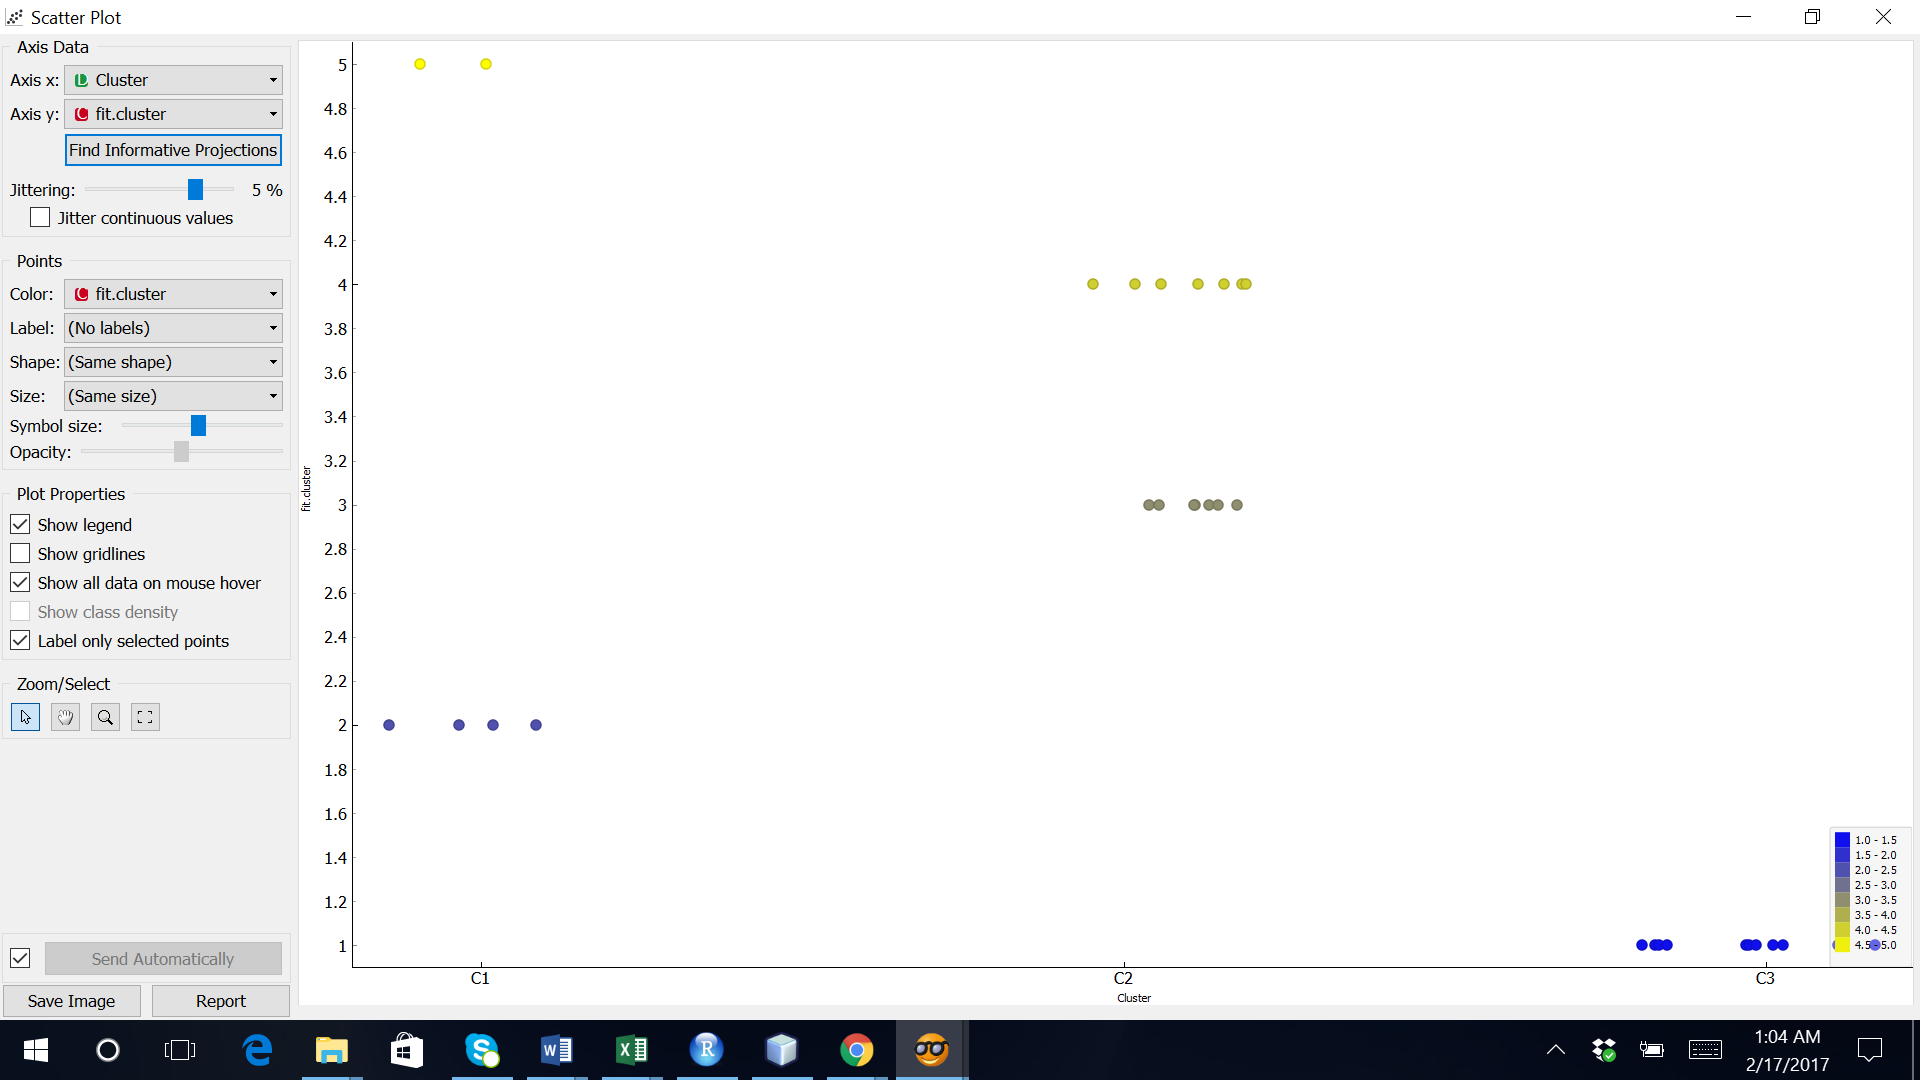 Scatter Plot
Axis Data
Axis x: Cluster
Axis y: fit.cluster
Find Informative Projections
Jittering: 5 %
Jitter continuous values
Points
Color: fit.cluster
Label: (No labels)
Shape: (Same shape)
Size: (Same size)
Symbol size:
Opacity:
Plot Properties
Show legend
Show gridlines
Show all data on mouse hover
Show class density
Label only selected points
Zoom/Select
Send Automatically
Save Image Report
5
4.8
4.6
4.4
4.2
4
3.8
3.6
3.4
3.2
3
2.8
2.6
2.4
2.2
2
1.8
1.6
1.4
1.2
1
fit.cluster
C1 C2 C3
Cluster
1.0 - 1.5
1.5 - 2.0
2.0 - 2.5
2.5 - 3.0
3.0 - 3.5
3.5 - 4.0
4.0 - 4.5
4.5 - 5.0
1:04 AM
2/17/2017